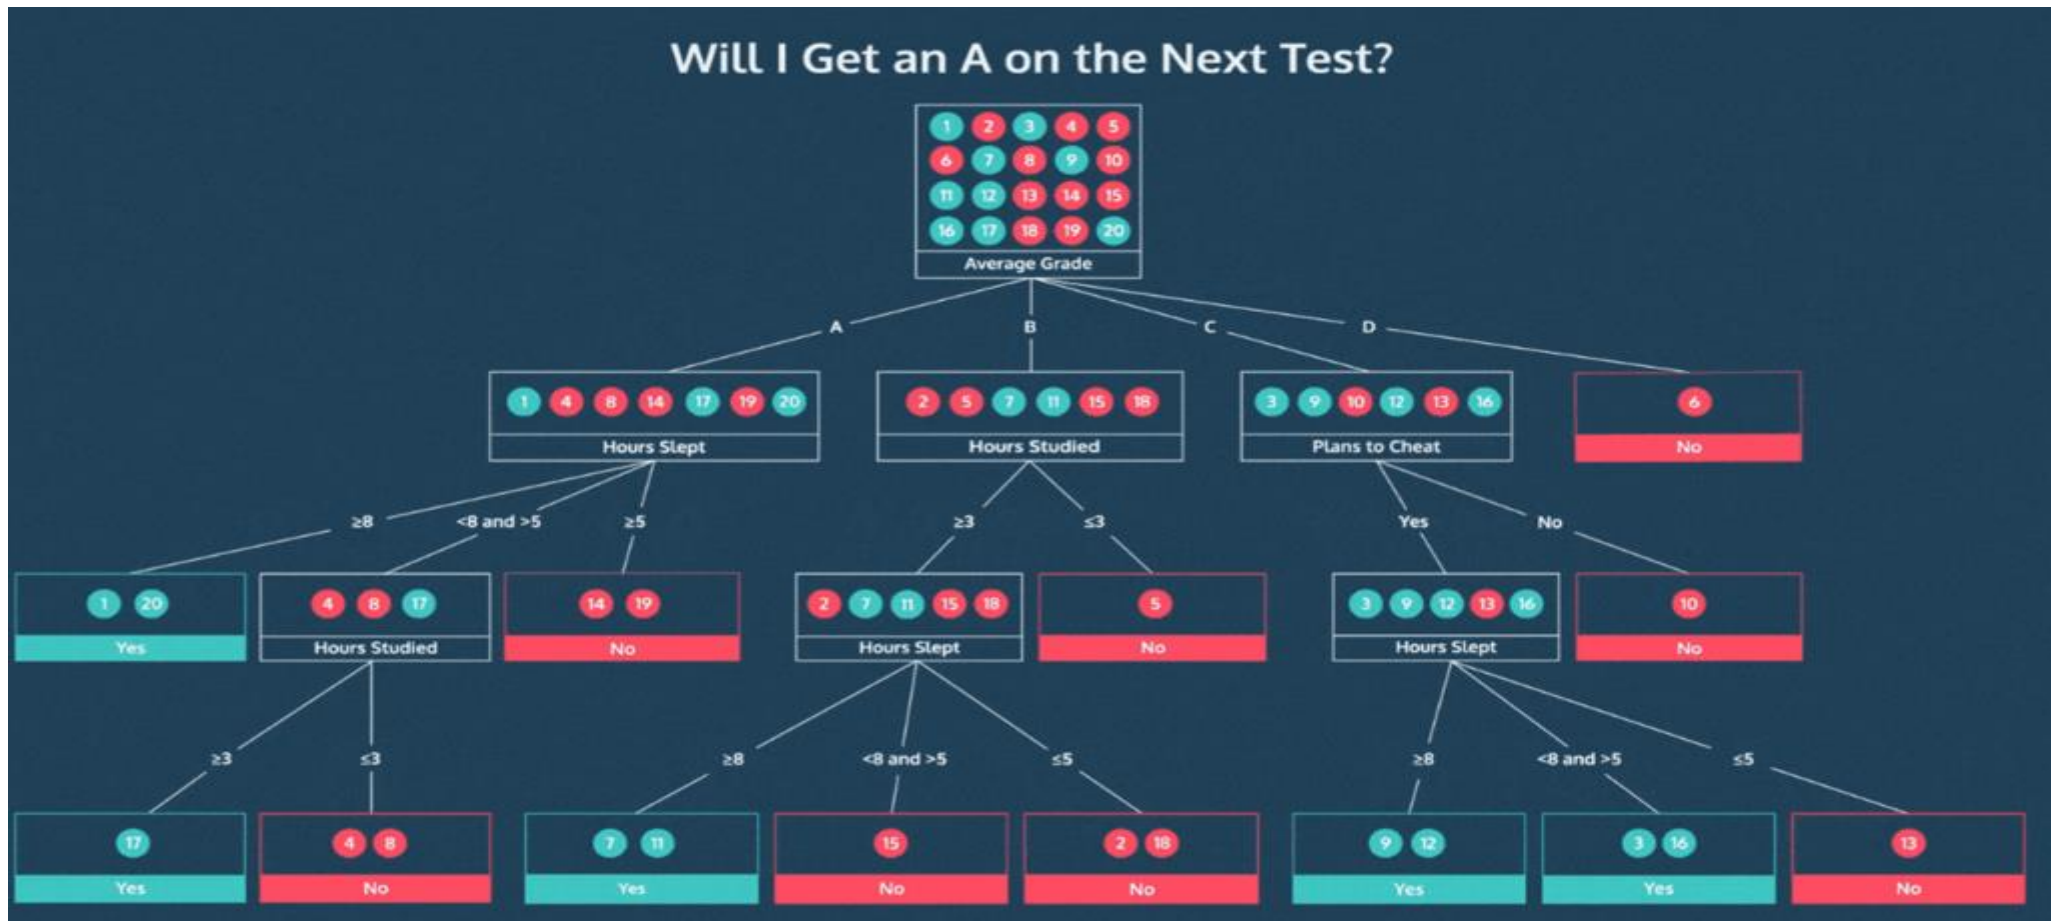 Will I Get an A on the Next Test?
1 2 3 4 5
6 7 8 9 10
11 12 13 14 15
16 17 18 19 20
Average Grade
A B C D
1 4 8 14 17 19 20
Hours Slept
2 5 7 11 15 18
Hours Studied
3 9 10 12 13 16
Plans to Cheat
6
No
≥8 <8 and >5 ≥5
≥3 ≤3
Yes No
1 20
Yes
4 8 17
Hours Studied
14 19
No
2 7 11 15 18
Hours Slept
5
No
3 9 12 13 16
Hours Slept
10
No
≥3 ≤3
≥8 <8 and >5 ≤5
≥8 <8 and >5 ≤5
17
Yes
4 8
No
7 11
Yes
15
No
2 18
No
9 12
Yes
3 16
Yes
13
No